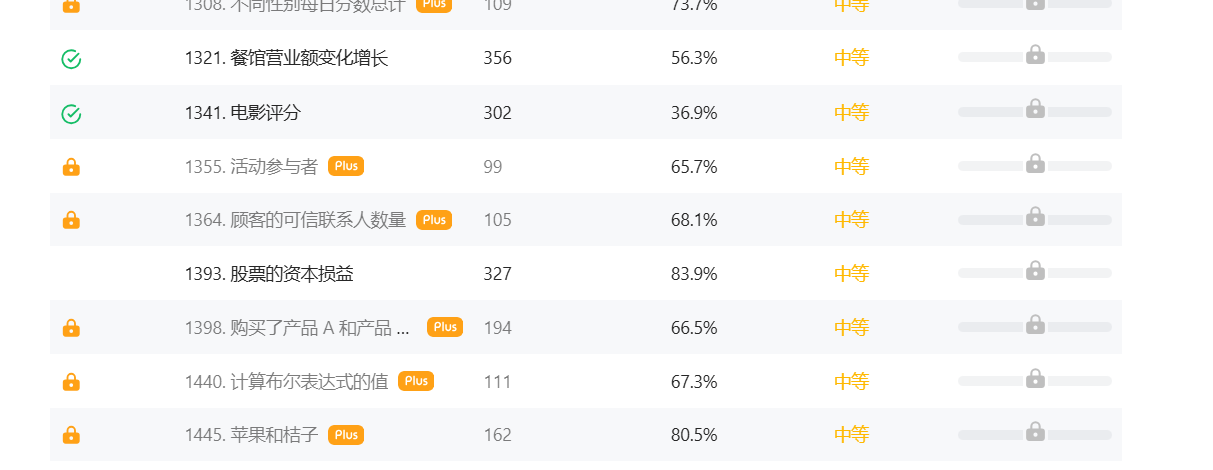 1308. 不同性别每日分数总计 Plus 109 73.7% 中等
1321. 餐馆营业额变化增长 356 56.3% 中等
1341. 电影评分 302 36.9% 中等
1355. 活动参与者 Plus 99 65.7% 中等
1364. 顾客的可信联系人数量 Plus 105 68.1% 中等
1393. 股票的资本损益 327 83.9% 中等
1398. 购买了产品 A 和产品 ... Plus 194 66.5% 中等
1440. 计算布尔表达式的值 Plus 111 67.3% 中等
1445. 苹果和桔子 Plus 162 80.5% 中等